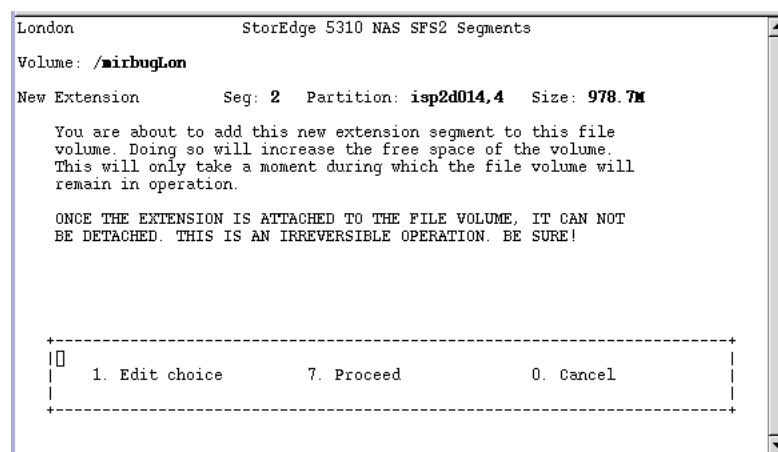 London StorEdge 5310 NAS SFS2 Segments
Volume: /mirbugLon
New Extension Seg: 2 Partition: isp2d014,4 Size: 978.7M
You are about to add this new extension segment to this file
volume. Doing so will increase the free space of the volume.
This will only take a moment during which the file volume will
remain in operation.
ONCE THE EXTENSION IS ATTACHED TO THE FILE VOLUME, IT CAN NOT
BE DETACHED. THIS IS AN IRREVERSIBLE OPERATION. BE SURE!
1. Edit choice 7. Proceed 0. Cancel